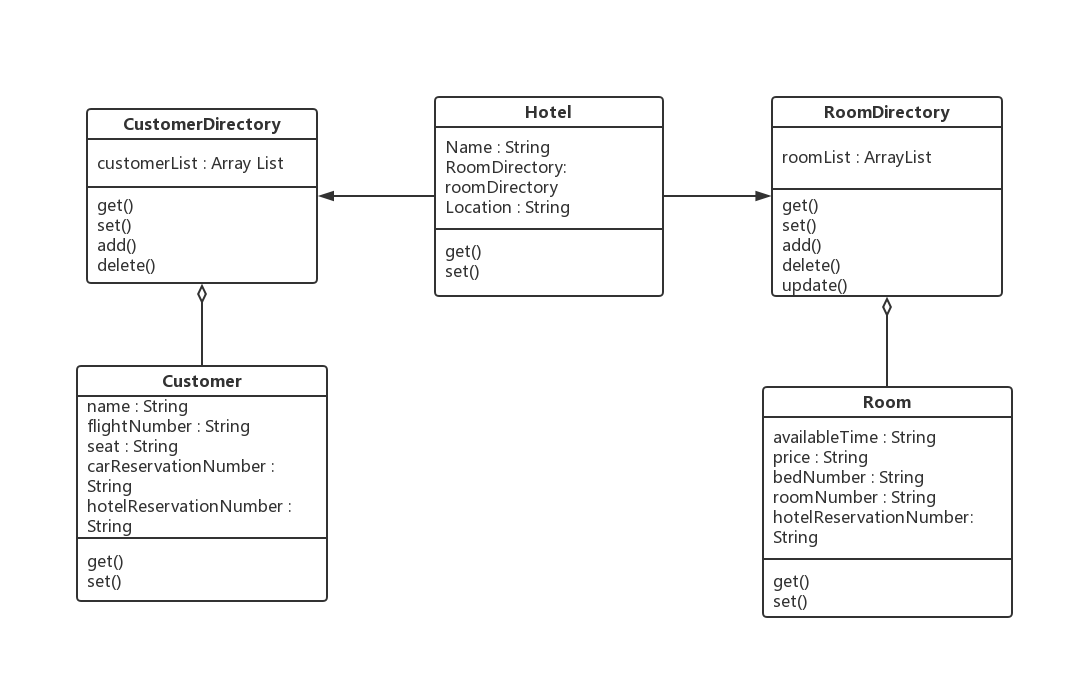 CustomerDirectory
customerList : Array List
get()
set()
add()
delete()
Hotel
Name : String
RoomDirectory:
roomDirectory
Location : String
get()
set()
RoomDirectory
roomList : ArrayList
get()
set()
add()
delete()
update()
Customer
name : String
flightNumber : String
seat : String
carReservationNumber :
String
hotelReservationNumber :
String
get()
set()
Room
availableTime : String
price : String
bedNumber : String
roomNumber : String
hotelReservationNumber:
String
get()
set()